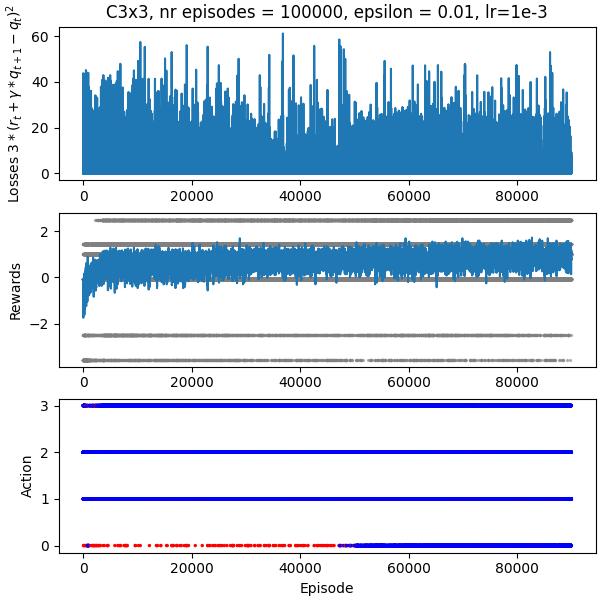 C3x3, nr episodes = 100000, epsilon = 0.01, lr=1e-3
Losses 3 * (r_t + γ * q_{t+1} − q_t)^2
60
40
20
0
0 20000 40000 60000 80000
Rewards
2
0
−2
0 20000 40000 60000 80000
Action
3
2
1
0
0 20000 40000 60000 80000
Episode